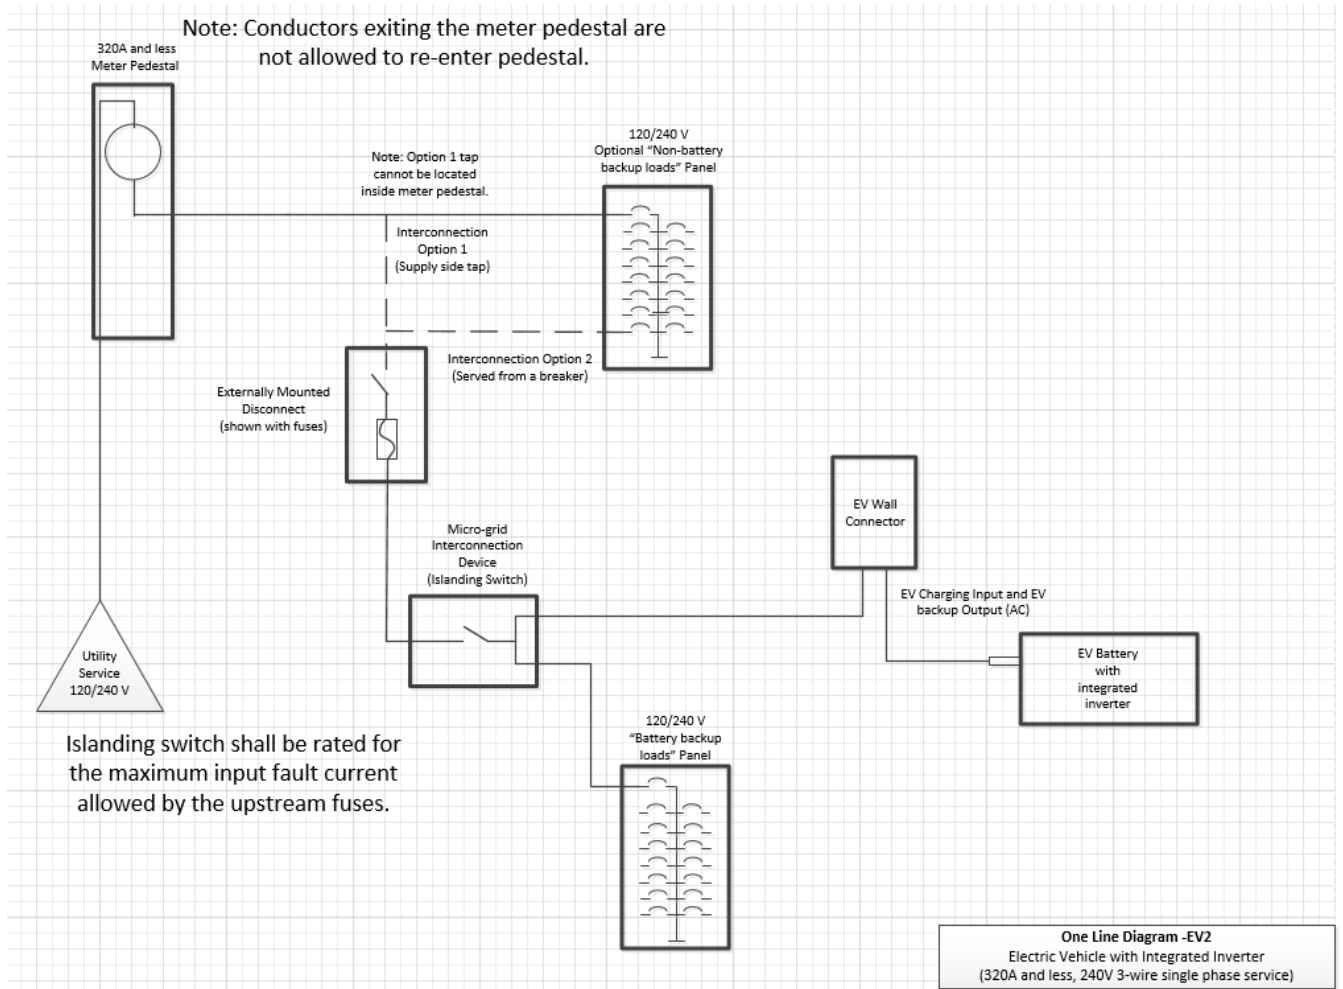 Note: Conductors exiting the meter pedestal are
not allowed to re-enter pedestal.
320A and less
Meter Pedestal
120/240 V
Optional “Non-battery
backup loads” Panel
Note: Option 1 tap
cannot be located
inside meter pedestal.
Interconnection
Option 1
(Supply side tap)
Interconnection Option 2
(Served from a breaker)
Externally Mounted
Disconnect
(shown with fuses)
EV Wall
Connector
Micro-grid
Interconnection
Device
(Islanding Switch)
EV Charging Input and EV
backup Output (AC)
EV Battery
with
integrated
inverter
Utility
Service
120/240 V
Islanding switch shall be rated for
the maximum input fault current
allowed by the upstream fuses.
120/240 V
“Battery backup
loads” Panel
One Line Diagram -EV2
Electric Vehicle with Integrated Inverter
(320A and less, 240V 3-wire single phase service)